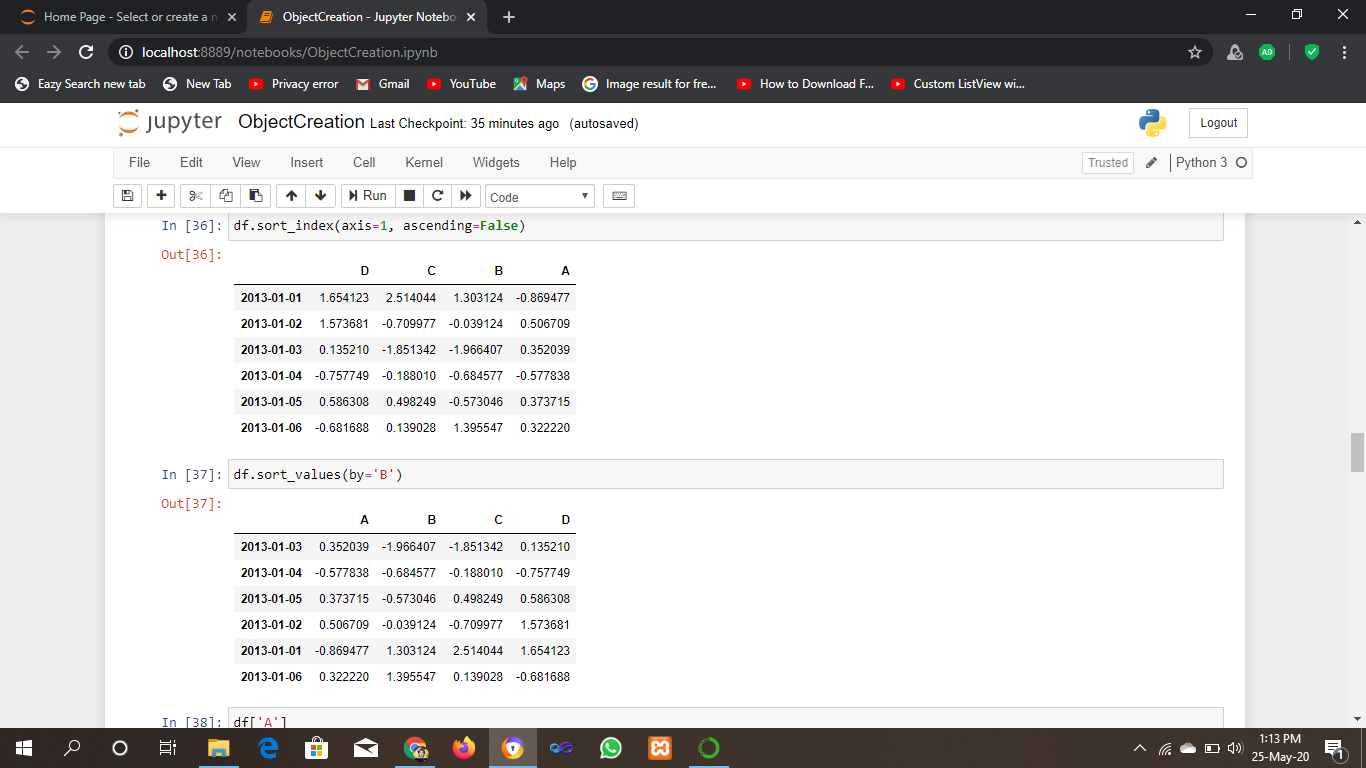 Home Page - Select or create a n
ObjectCreation - Jupyter Notebo
localhost:8889/notebooks/ObjectCreation.ipynb
AD
Eazy Search new tab New Tab Privacy error Gmail YouTube Maps Image result for fre... How to Download F... Custom ListView wi...
jupyter ObjectCreation Last Checkpoint: 35 minutes ago (autosaved)
Logout
File Edit View Insert Cell Kernel Widgets Help
Trusted Python 3
Run Code
In [36]: df.sort_index(axis=1, ascending=False)
Out[36]:
D C B A
2013-01-01 1.654123 2.514044 1.303124 -0.869477
2013-01-02 1.573681 -0.709977 -0.039124 0.506709
2013-01-03 0.135210 -1.851342 -1.966407 0.352039
2013-01-04 -0.757749 -0.188010 -0.684577 -0.577838
2013-01-05 0.586308 0.498249 -0.573046 0.373715
2013-01-06 -0.681688 0.139028 1.395547 0.322220
In [37]: df.sort_values(by='B')
Out[37]:
A B C D
2013-01-03 0.352039 -1.966407 -1.851342 0.135210
2013-01-04 -0.577838 -0.684577 -0.188010 -0.757749
2013-01-05 0.373715 -0.573046 0.498249 0.586308
2013-01-02 0.506709 -0.039124 -0.709977 1.573681
2013-01-01 -0.869477 1.303124 2.514044 1.654123
2013-01-06 0.322220 1.395547 0.139028 -0.681688
In [38]: df['A']
1:13 PM
25-May-20
1